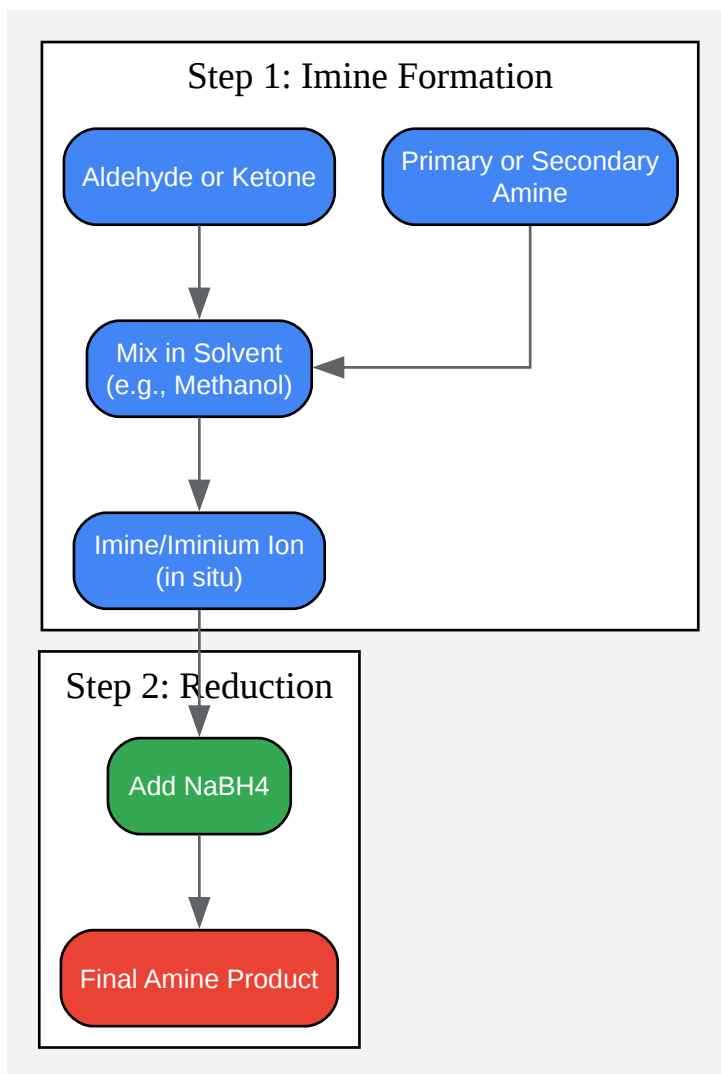 Step 1: Imine Formation
Aldehyde or Ketone
Primary or Secondary
Amine
Mix in Solvent
(e.g., Methanol)
Imine/Iminium Ion
(in situ)
Step 2: Reduction
Add NaBH4
Final Amine Product